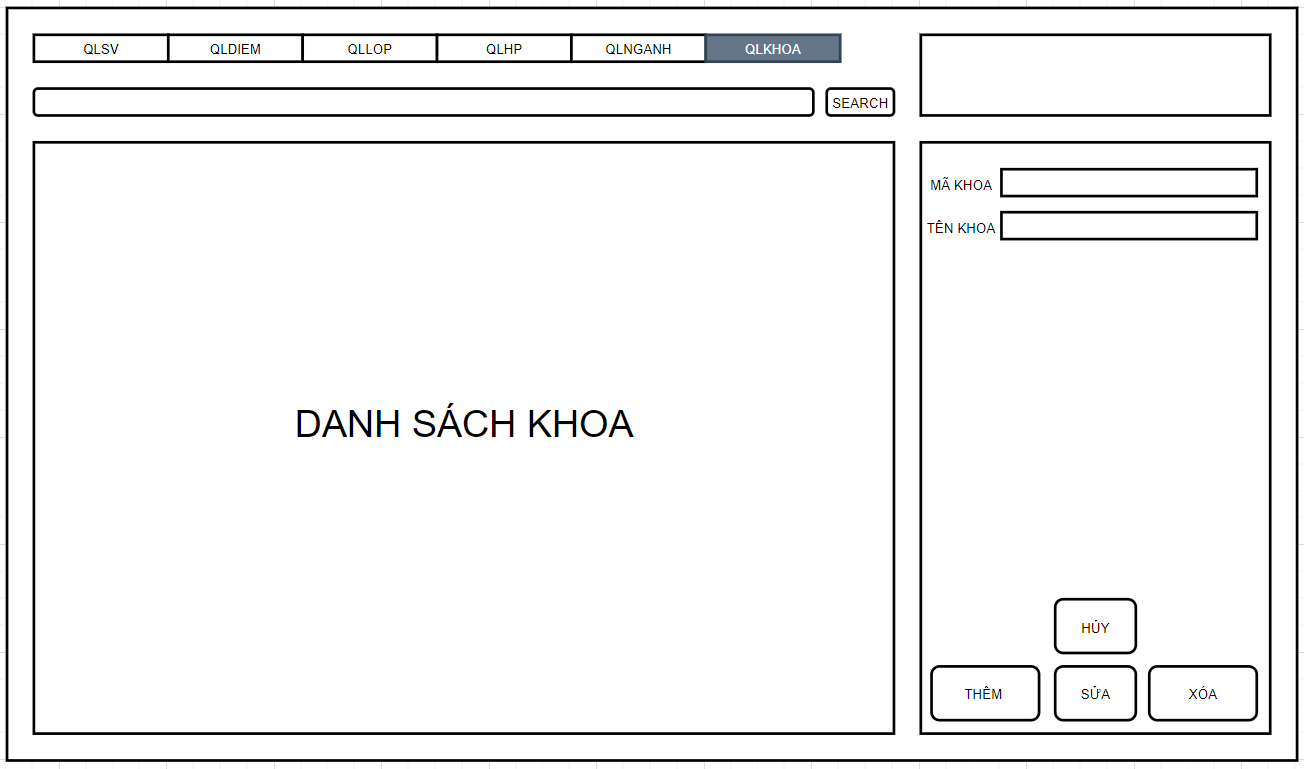 QLSV
QLDIEM
QLLOP
QLHP
QLNGANH
QLKHOA
SEARCH
DANH SÁCH KHOA
MÃ KHOA
TÊN KHOA
HỦY
THÊM
SỬA
XÓA